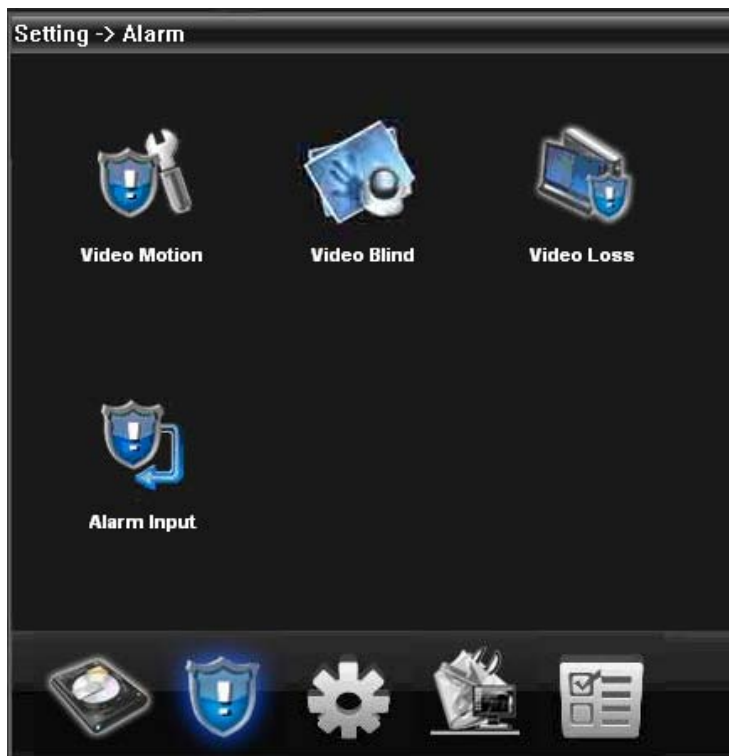 Setting -> Alarm
Video Motion
Video Blind
Video Loss
Alarm Input